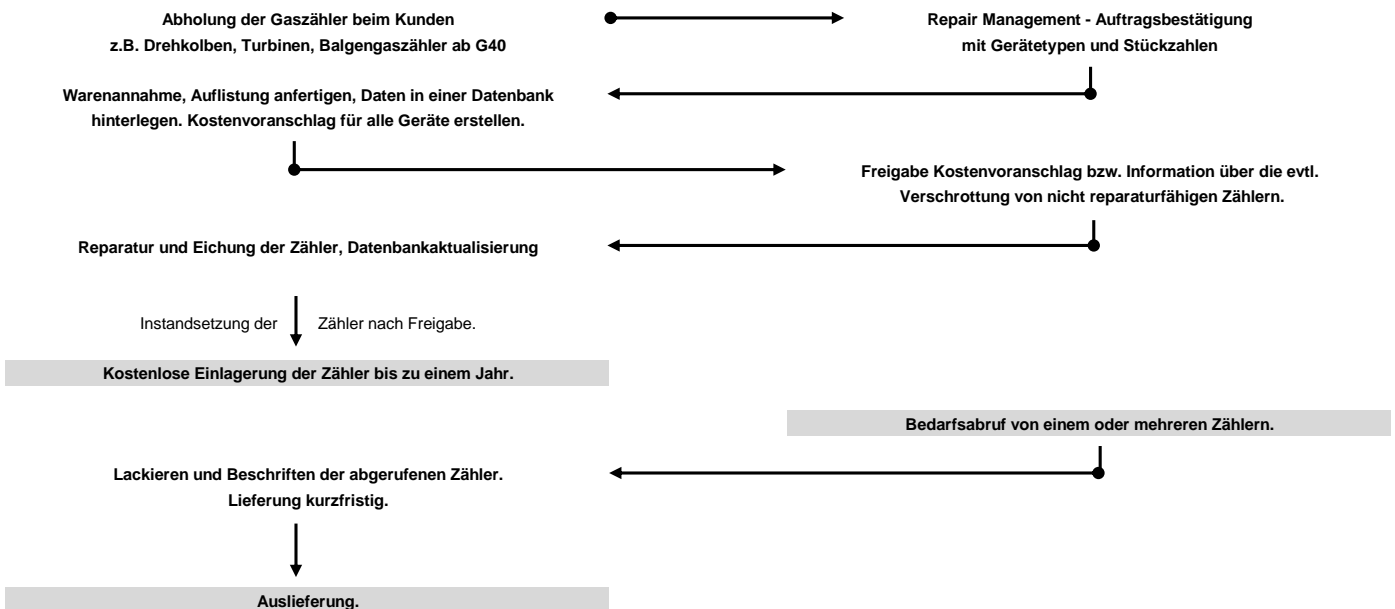 Abholung der Gaszähler beim Kunden
z.B. Drehkolben, Turbinen, Balgengaszähler ab G40
Repair Management - Auftragsbestätigung
mit Gerätetypen und Stückzahlen
Warenannahme, Auflistung anfertigen, Daten in einer Datenbank
hinterlegen. Kostenvoranschlag für alle Geräte erstellen.
Freigabe Kostenvoranschlag bzw. Information über die evtl.
Verschrottung von nicht reparaturfähigen Zählern.
Reparatur und Eichung der Zähler, Datenbankaktualisierung
Instandsetzung der Zähler nach Freigabe.
Kostenlose Einlagerung der Zähler bis zu einem Jahr.
Bedarfsabruf von einem oder mehreren Zählern.
Lackieren und Beschriften der abgerufenen Zähler.
Lieferung kurzfristig.
Auslieferung.